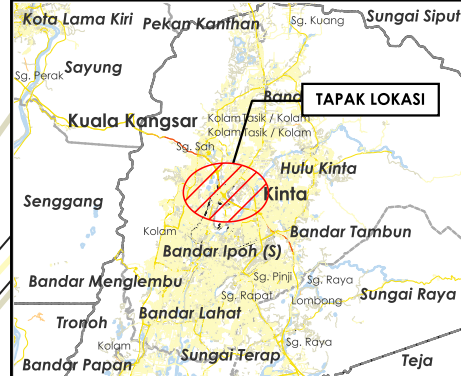 Kota Lama Kiri
Pekan Kanthan
Sg. Kuang
Sungai Siput
Sayung
Sg. Perak
TAPAK LOKASI
Kuala Kangsar
Kolam
Tasik / Kolam
Kolam
Tasik / Kolam
Sg. Sah
Hulu Kinta
Senggang
Kinta
Kolam
Bandar Tambun
Bandar Ipoh (S)
Bandar Menglembu
Sg. Pinji
Sg. Raya
Sg. Rapat
Lombong
Sungai Raya
Tronoh
Bandar Lahat
Kolam
Sg. Raya
Bandar Papan
Sungai Terap
Teja